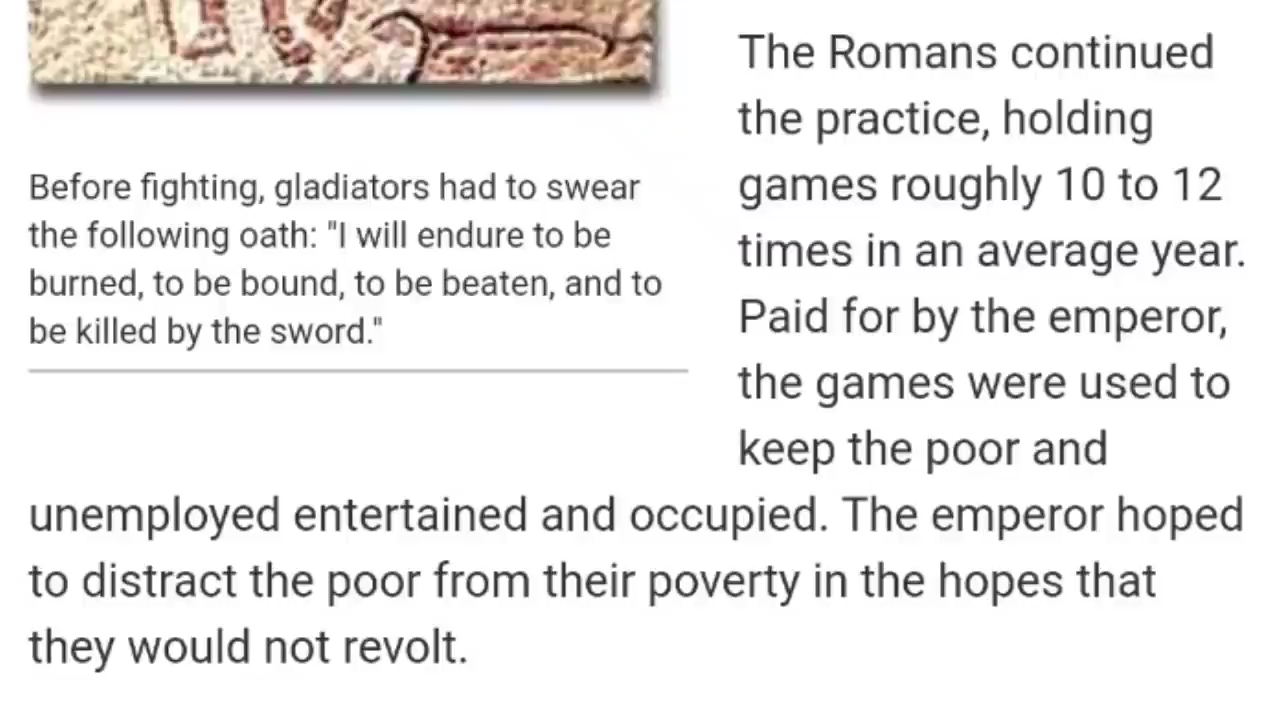 Before fighting, gladiators had to swear
the following oath: "I will endure to be
burned, to be bound, to be beaten, and to
be killed by the sword."
The Romans continued
the practice, holding
games roughly 10 to 12
times in an average year.
Paid for by the emperor,
the games were used to
keep the poor and
unemployed entertained and occupied. The emperor hoped
to distract the poor from their poverty in the hopes that
they would not revolt.